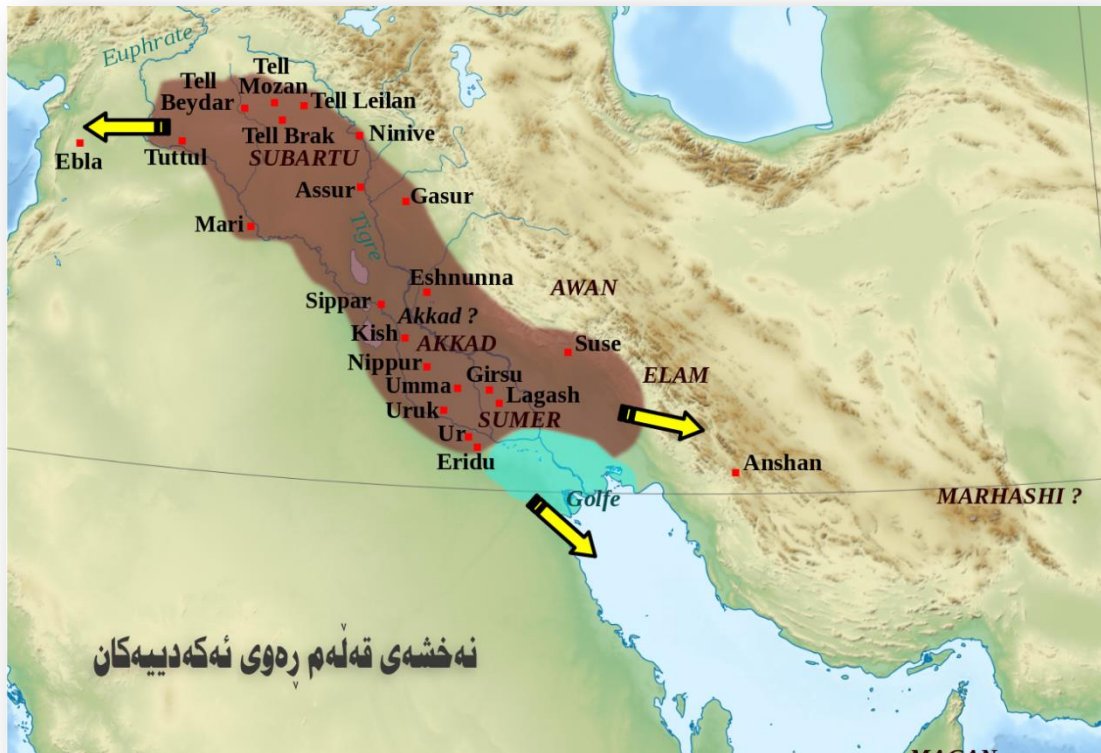 Euphrate
Tell
Mozan
Tell
Beydar
Tell Leilan
Tell Brak
Ninive
SUBARTU
Ebla
Tuttul
Assur
Gasur
Mari
Tigre
Eshnunna
AWAN
Sippar
Akkad ?
Kish
AKKAD
Suse
Nippur
Girsu
ELAM
Umma
Lagash
Uruk
SUMER
Ur
Eridu
Anshan
Golfe
MARHASHI ?
نەخشەی قەڵەم ڕەوی ئەکەدییەکان
MAGAN